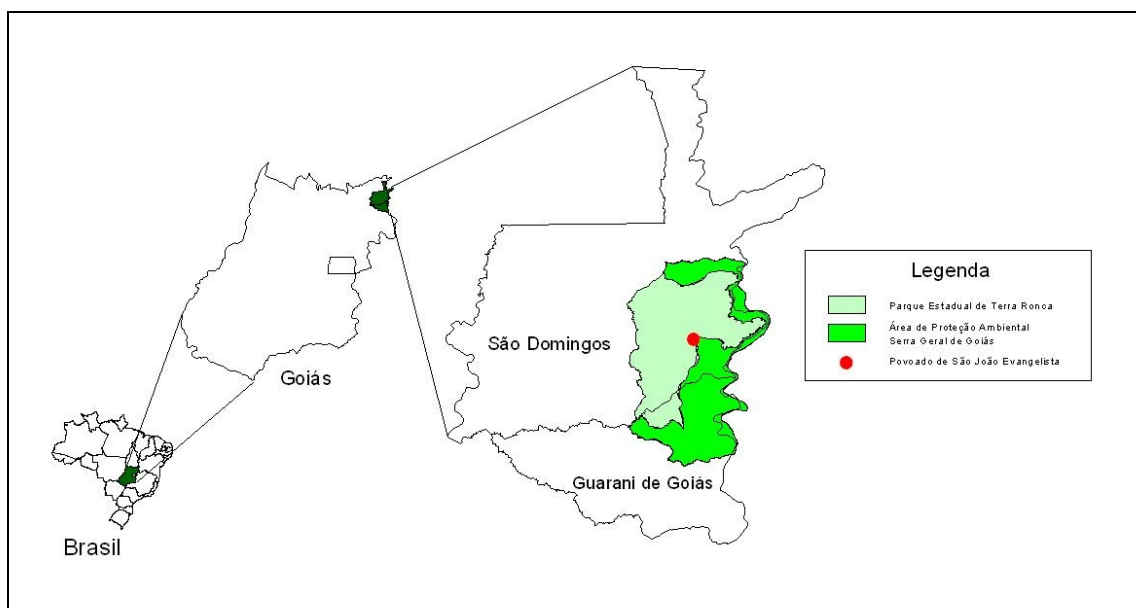 Legenda
Parque Estadual de Terra Ronca
Área de Proteção Ambiental
Serra Geral de Goiás
Povoado de São João Evangelista
São Domingos
Goiás
Guarani de Goiás
Brasil